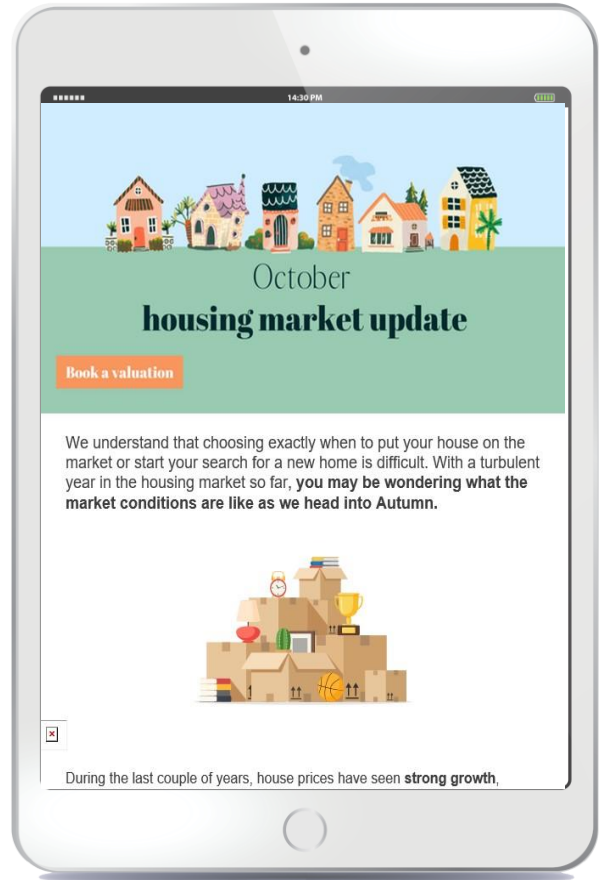 14:30 PM
October
housing market update
Book a valuation
We understand that choosing exactly when to put your house on the
market or start your search for a new home is difficult. With a turbulent
year in the housing market so far, you may be wondering what the
market conditions are like as we head into Autumn.
During the last couple of years, house prices have seen strong growth,